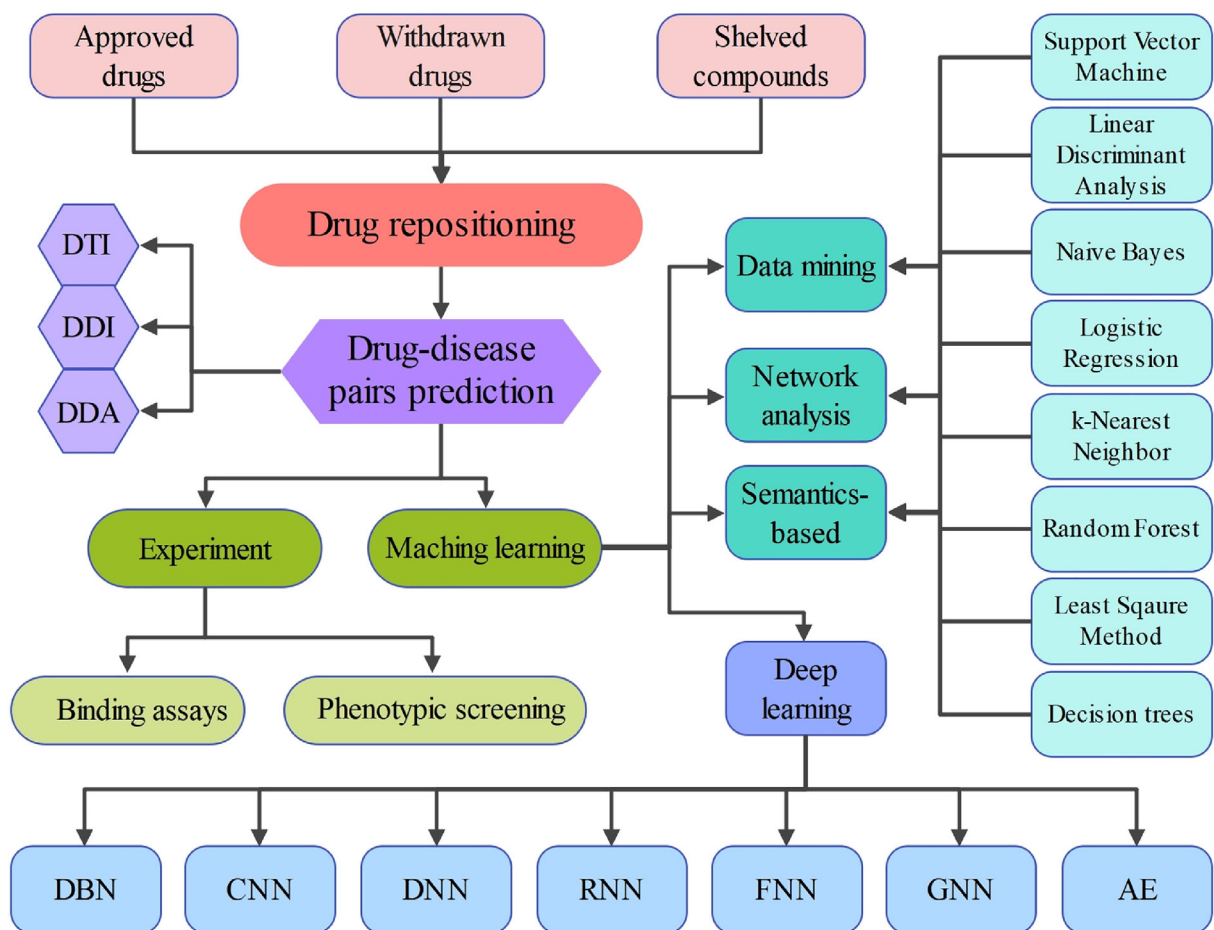 Approved
drugs
Withdrawn
drugs
Shelved
compounds
Support Vector
Machine
Linear
Discriminant
Analysis
Drug repositioning
DTI
Data mining
Naive Bayes
DDI
Drug-disease
pairs prediction
Logistic
Regression
DDA
Network
analysis
k-Nearest
Neighbor
Semantics-
based
Experiment
Maching learning
Random Forest
Least Sqaure
Method
Binding assays
Phenotypic screening
Deep
learning
Decision trees
DBN
CNN
DNN
RNN
FNN
GNN
AE